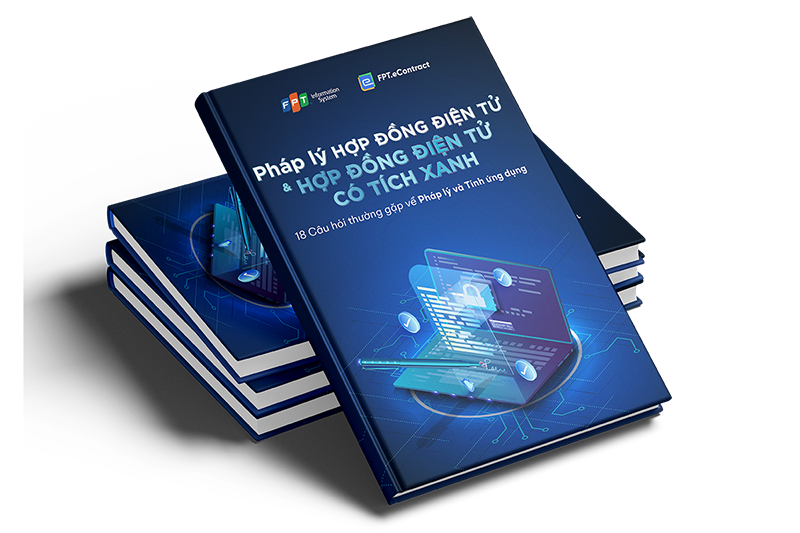 FPT Information System
FPT.eContract
Pháp lý HỢP ĐỒNG ĐIỆN TỬ
& HỢP ĐỒNG ĐIỆN TỬ
CÓ TÍCH XANH
18 Câu hỏi thường gặp về Pháp lý và Tính ứng dụng